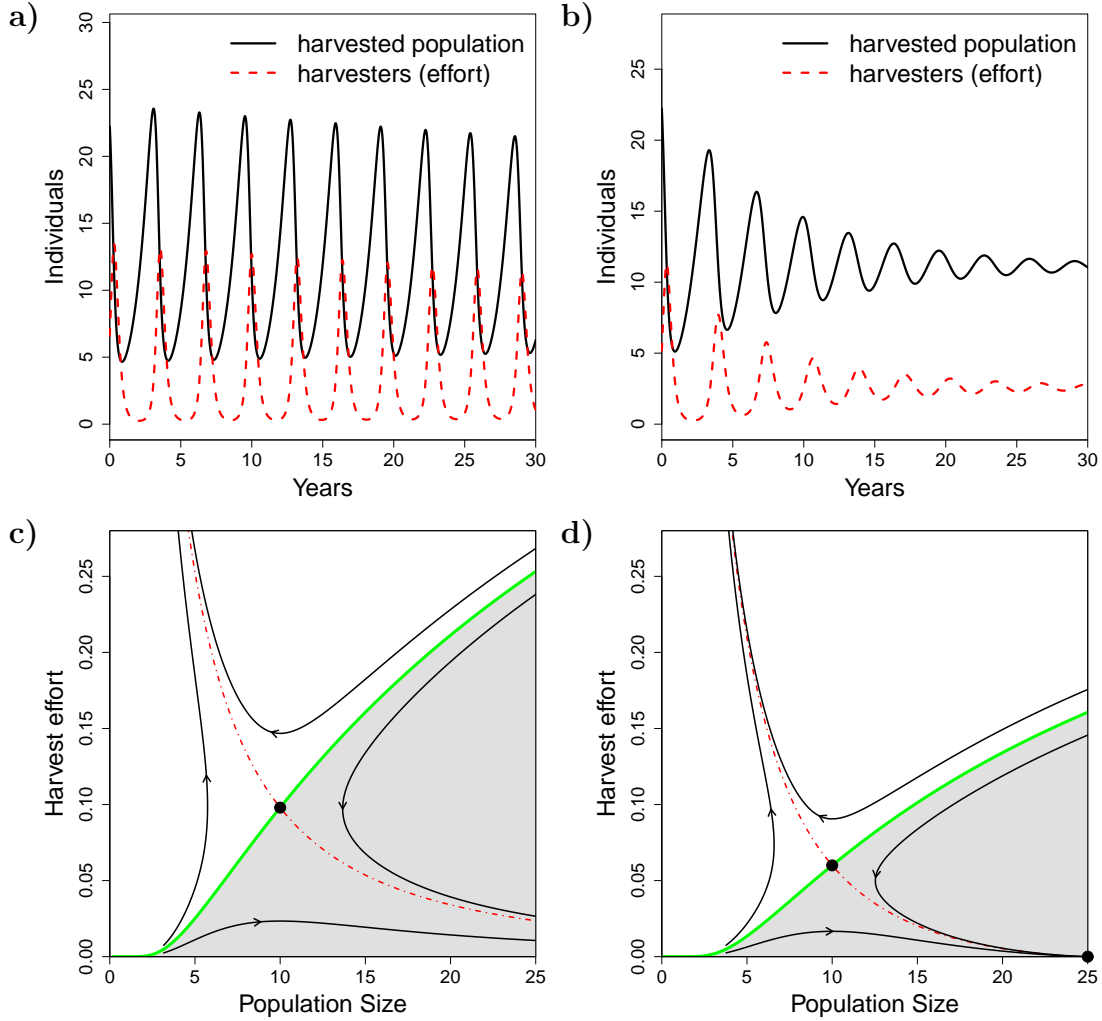 a)
harvested population
harvesters (effort)
Individuals
0 5 10 15 20 25 30
0 5 10 15 20 25 30
Years
b)
harvested population
harvesters (effort)
Individuals
0 5 10 15 20 25
0 5 10 15 20 25 30
Years
c)
Harvest effort
0.00 0.05 0.10 0.15 0.20 0.25
0 5 10 15 20 25
Population Size
d)
Harvest effort
0.00 0.05 0.10 0.15 0.20 0.25
0 5 10 15 20 25
Population Size